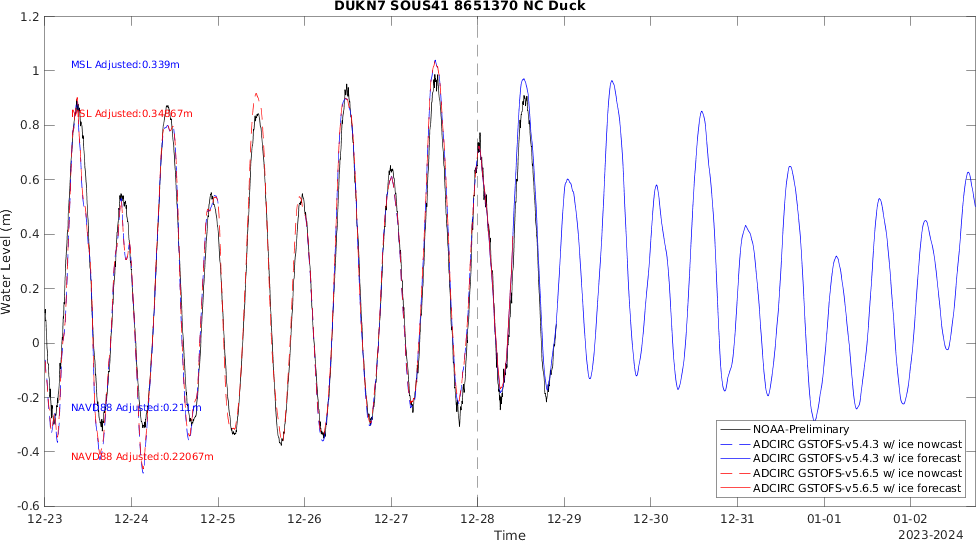 DUKN7 SOUS41 8651370 NC Duck
1.2
1
0.8
0.6
0.4
0.2
0
-0.2
-0.4
-0.6
Water Level (m)
MSL Adjusted:0.339m
MSL Adjusted:0.34867m
NAVD88 Adjusted:0.211m
NAVD88 Adjusted:0.22067m
NOAA-Preliminary
ADCIRC GSTOFS-v5.4.3 w/ ice nowcast
ADCIRC GSTOFS-v5.4.3 w/ ice forecast
ADCIRC GSTOFS-v5.6.5 w/ ice nowcast
ADCIRC GSTOFS-v5.6.5 w/ ice forecast
12-23 12-24 12-25 12-26 12-27 12-28 12-29 12-30 12-31 01-01 01-02
Time
2023-2024